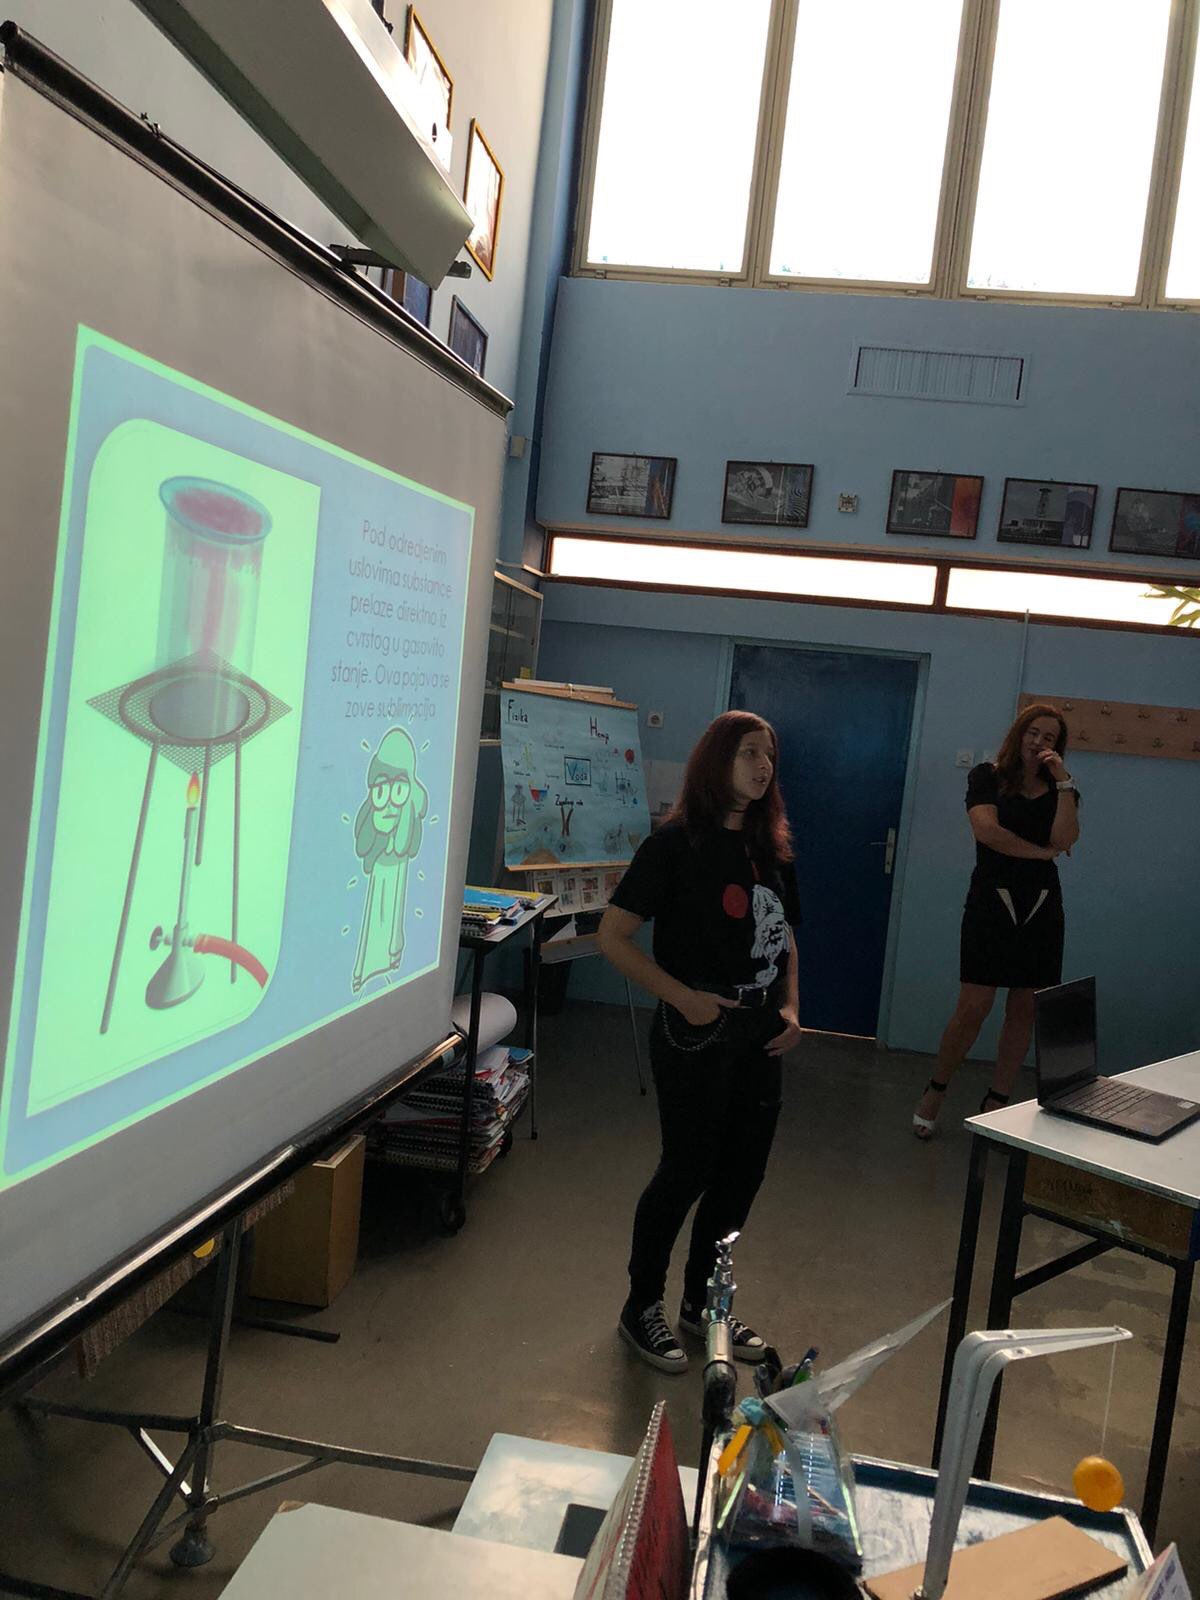 Pod odredjenim
uslovima substance
prelaze direktno iz
cvrstog u gasovito
stanje. Ova pojava se
zove sublimacija
Fizika
Hemija
Voda